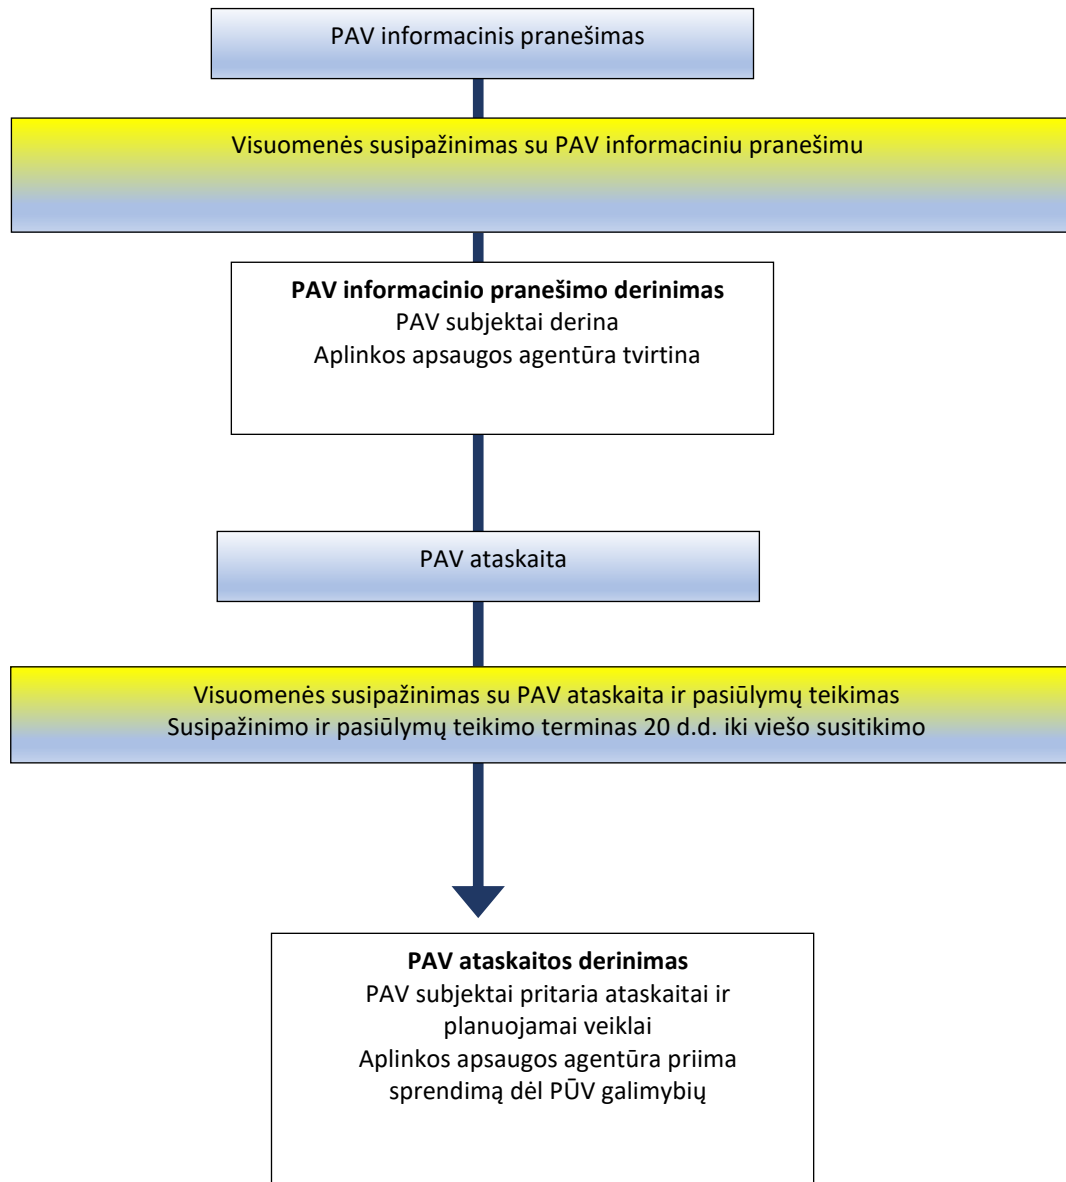 PAV informacinis pranešimas
Visuomenės susipažinimas su PAV informaciniu pranešimu
PAV informacinio pranešimo derinimas
PAV subjektai derina
Aplinkos apsaugos agentūra tvirtina
PAV ataskaita
Visuomenės susipažinimas su PAV ataskaita ir pasiūlymų teikimas
Susipažinimo ir pasiūlymų teikimo terminas 20 d.d. iki viešo susitikimo
PAV ataskaitos derinimas
PAV subjektai pritaria ataskaitai ir
planuojamai veiklai
Aplinkos apsaugos agentūra priima
sprendimą dėl PŪV galimybių